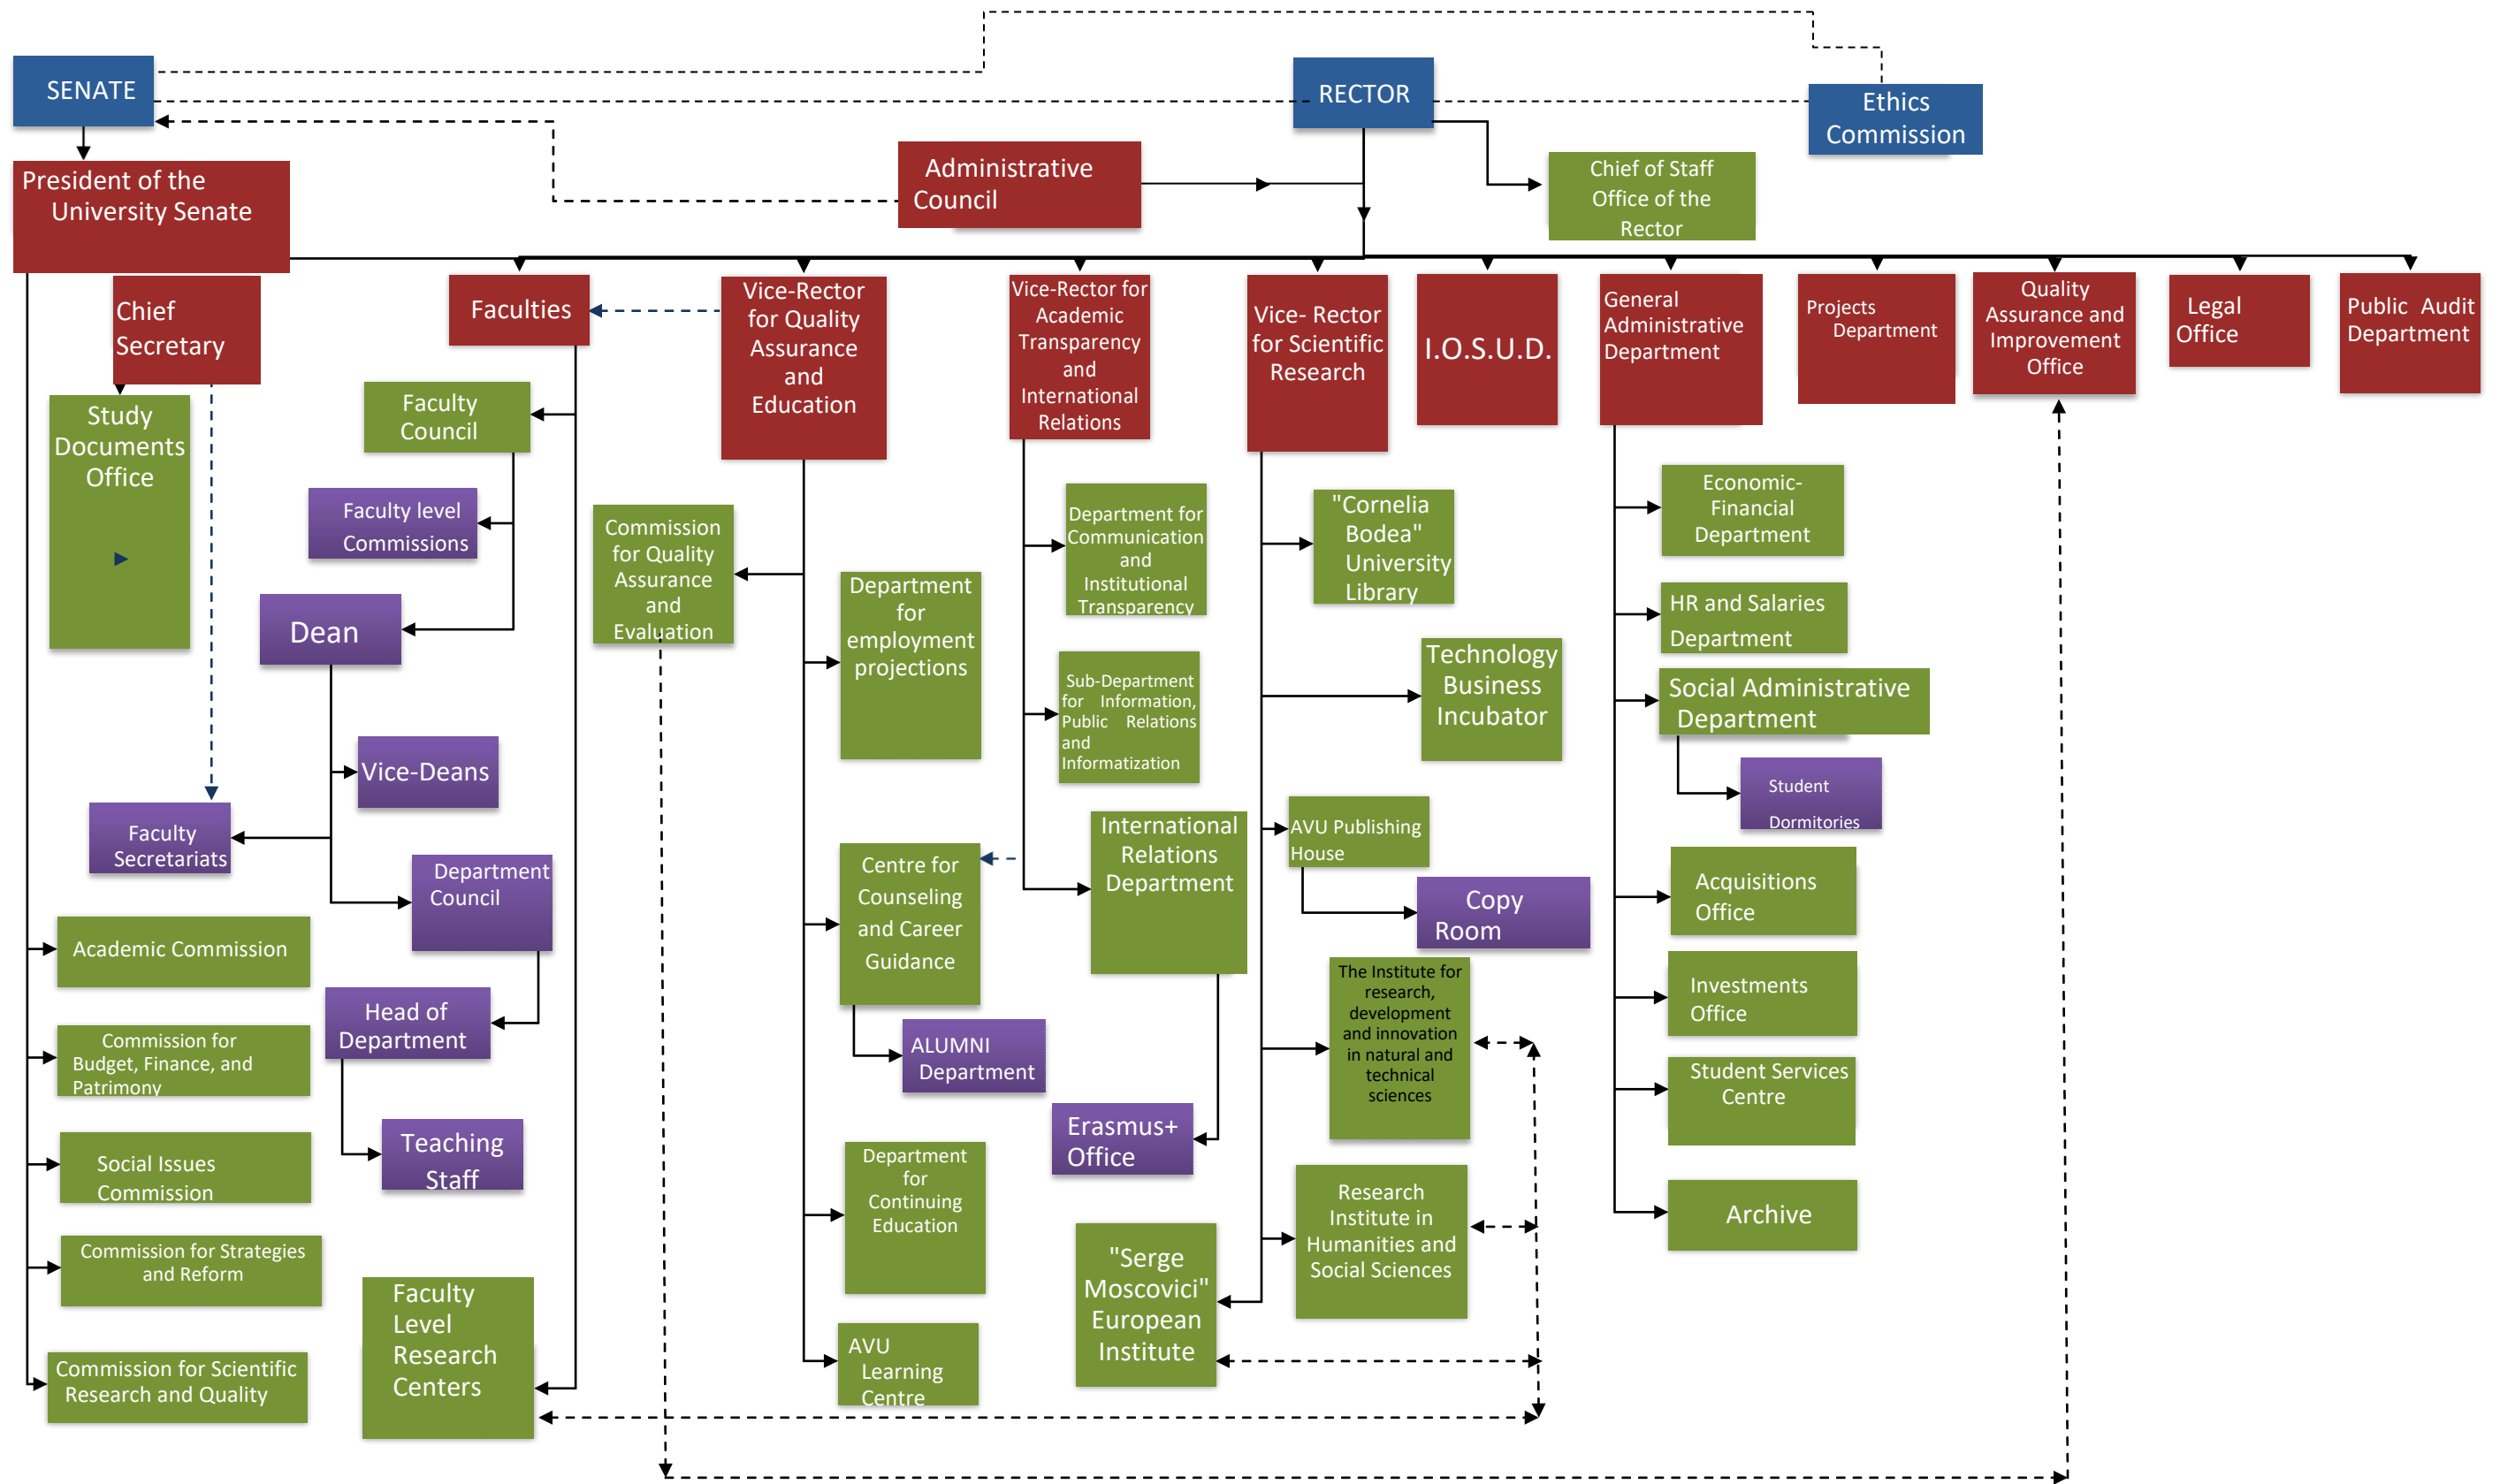 SENATE
RECTOR
Ethics
Commission
Administrative
Council
Chief of Staff
Office of the
Rector
President of the
University Senate
Chief
Secretary
Faculties
Vice-Rector
for Quality
Assurance
and
Education
Vice-Rector for
Academic
Transparency
and
International
Relations
Vice- Rector
for Scientific
Research
I.O.S.U.D.
General
Administrative
Department
Projects
Department
Quality
Assurance and
Improvement
Office
Legal
Office
Public Audit
Department
Study
Documents
Office
Faculty
Council
Faculty level
Commissions
Dean
Vice-Deans
Faculty
Secretariats
Department
Council
Head of
Department
Teaching
Staff
Academic Commission
Commission for
Budget, Finance, and
Patrimony
Social Issues
Commission
Commission for Strategies
and Reform
Commission for Scientific
Research and Quality
Faculty
Level
Research
Centers
Commission
for Quality
Assurance
and
Evaluation
Department
for
employment
projections
Centre for
Counseling
and Career
Guidance
ALUMNI
Department
Department
for
Continuing
Education
AVU
Learning
Centre
Department for
Communication
and
Institutional
Transparency
Sub-Department
for Information,
Public Relations
and
Informatization
International
Relations
Department
Erasmus+
Office
"Cornelia
Bodea"
University
Library
Technology
Business
Incubator
AVU Publishing
House
Copy
Room
The Institute for
research,
development
and innovation
in natural and
technical
sciences
Research
Institute in
Humanities and
Social Sciences
"Serge
Moscovici"
European
Institute
Economic-
Financial
Department
HR and Salaries
Department
Social Administrative
Department
Student
Dormitories
Acquisitions
Office
Investments
Office
Student Services
Centre
Archive